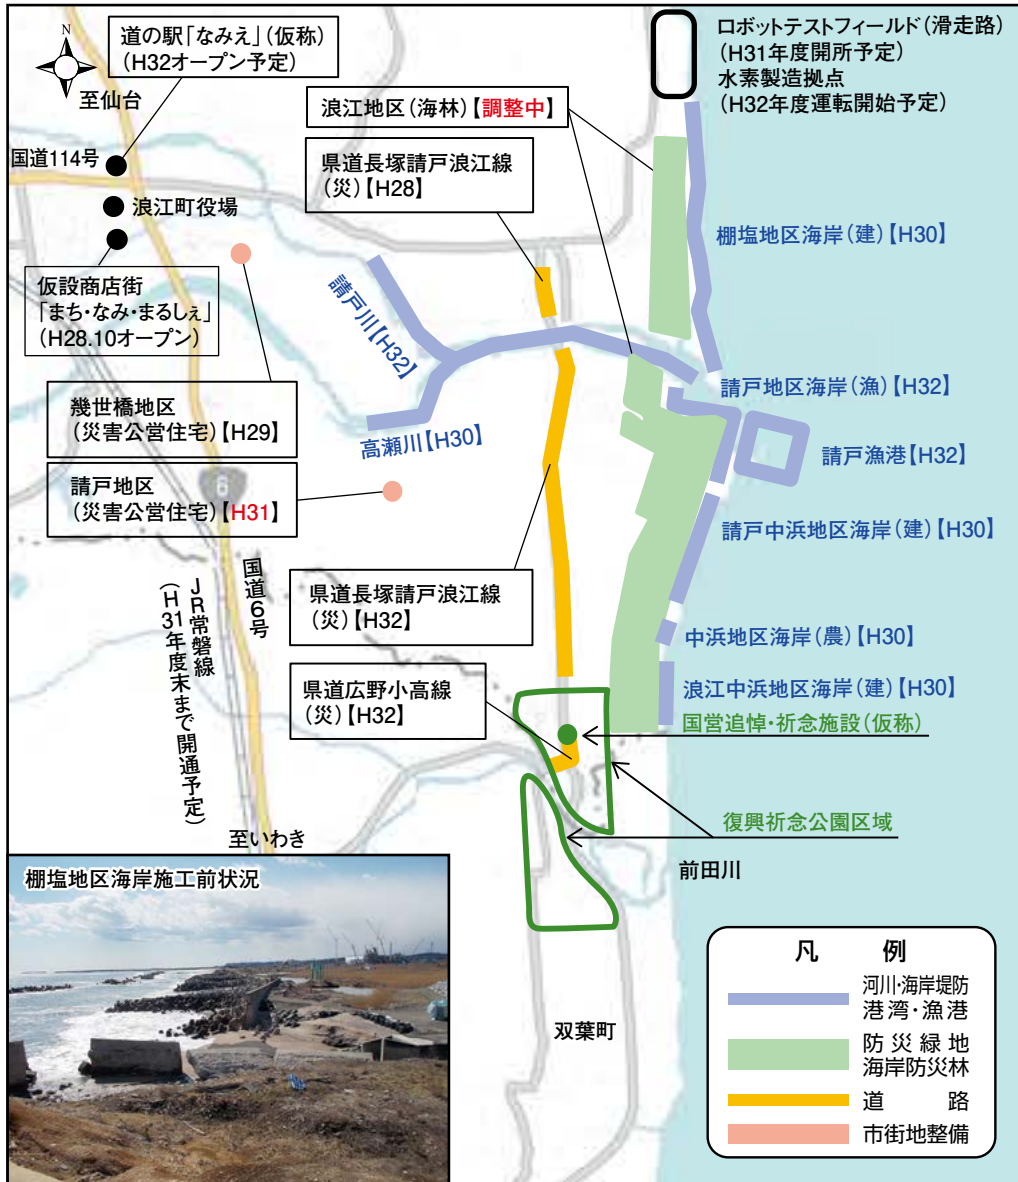 N
至仙台
道の駅「なみえ」（仮称）
（H32オープン予定）
国道114号
浪江町役場
仮設商店街
「まち・なみ・まるしぇ」
（H28.10オープン）
ロボットテストフィールド（滑走路）
（H31年度開所予定）
水素製造拠点
（H32年度運転開始予定）
浪江地区（海林）【調整中】
県道長塚請戸浪江線
（災）【H28】
棚塩地区海岸（建）【H30】
請戸川【H32】
高瀬川【H30】
請戸地区海岸（漁）【H32】
請戸漁港【H32】
幾世橋地区
（災害公営住宅）【H29】
請戸地区
（災害公営住宅）【H31】
6
請戸中浜地区海岸（建）【H30】
国道6号
JR常磐線
（H31年度末まで開通予定）
県道長塚請戸浪江線
（災）【H32】
中浜地区海岸（農）【H30】
県道広野小高線
（災）【H32】
浪江中浜地区海岸（建）【H30】
国営追悼・祈念施設（仮称）
復興祈念公園区域
至いわき
前田川
双葉町
棚塩地区海岸施工前状況
凡　例
河川・海岸堤防
港湾・漁港
防災緑地
海岸防災林
道　路
市街地整備